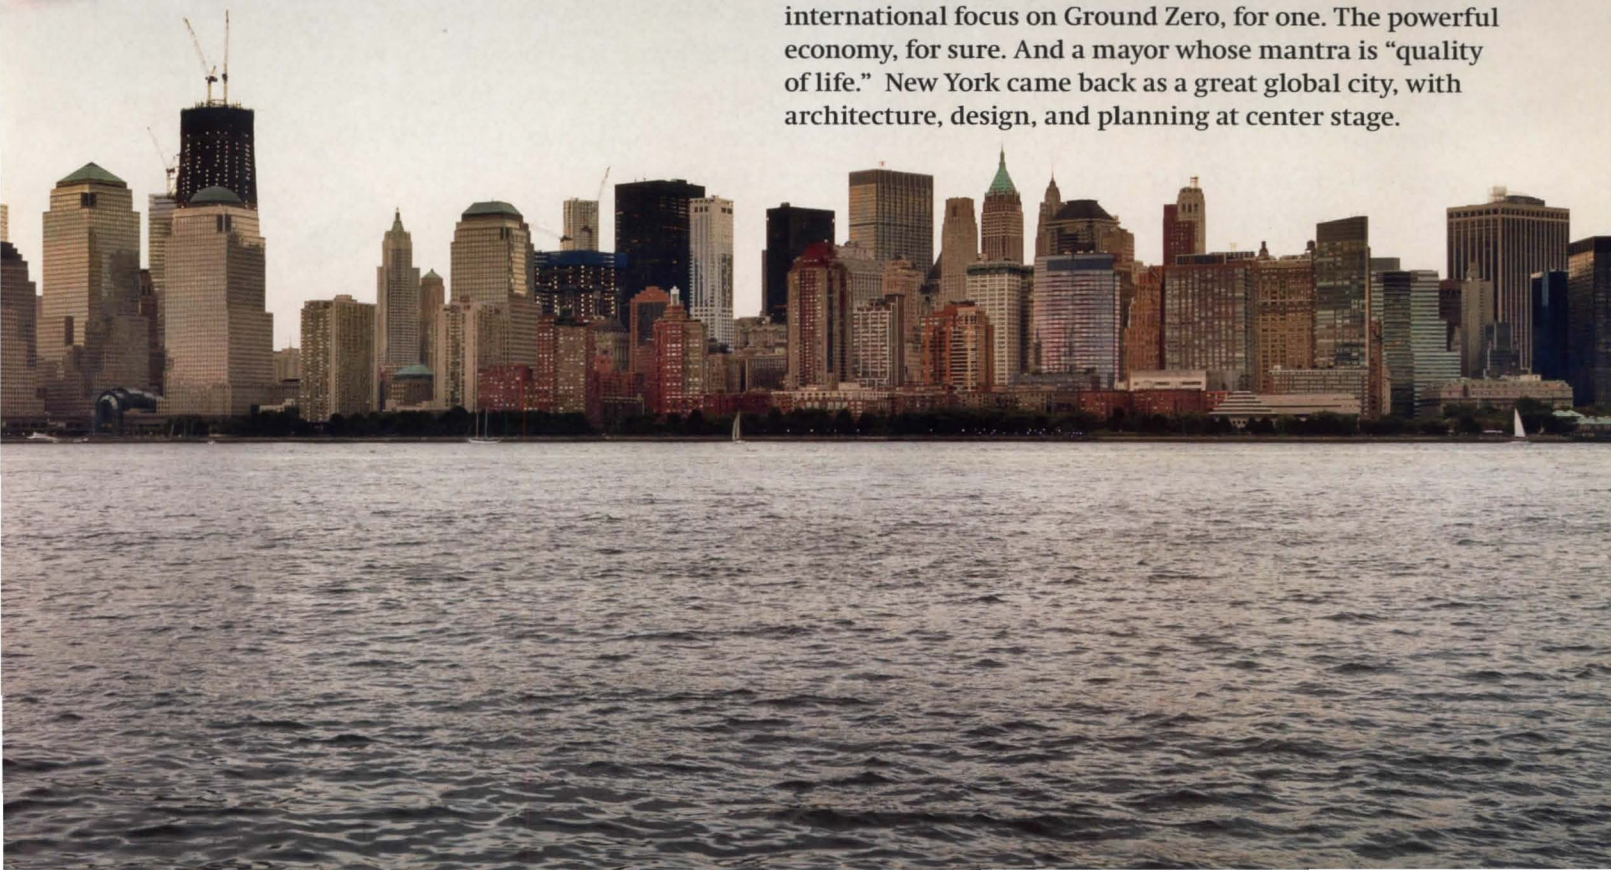 international focus on Ground Zero, for one. The powerful
economy, for sure. And a mayor whose mantra is “quality
of life.”  New York came back as a great global city, with
architecture, design, and planning at center stage.